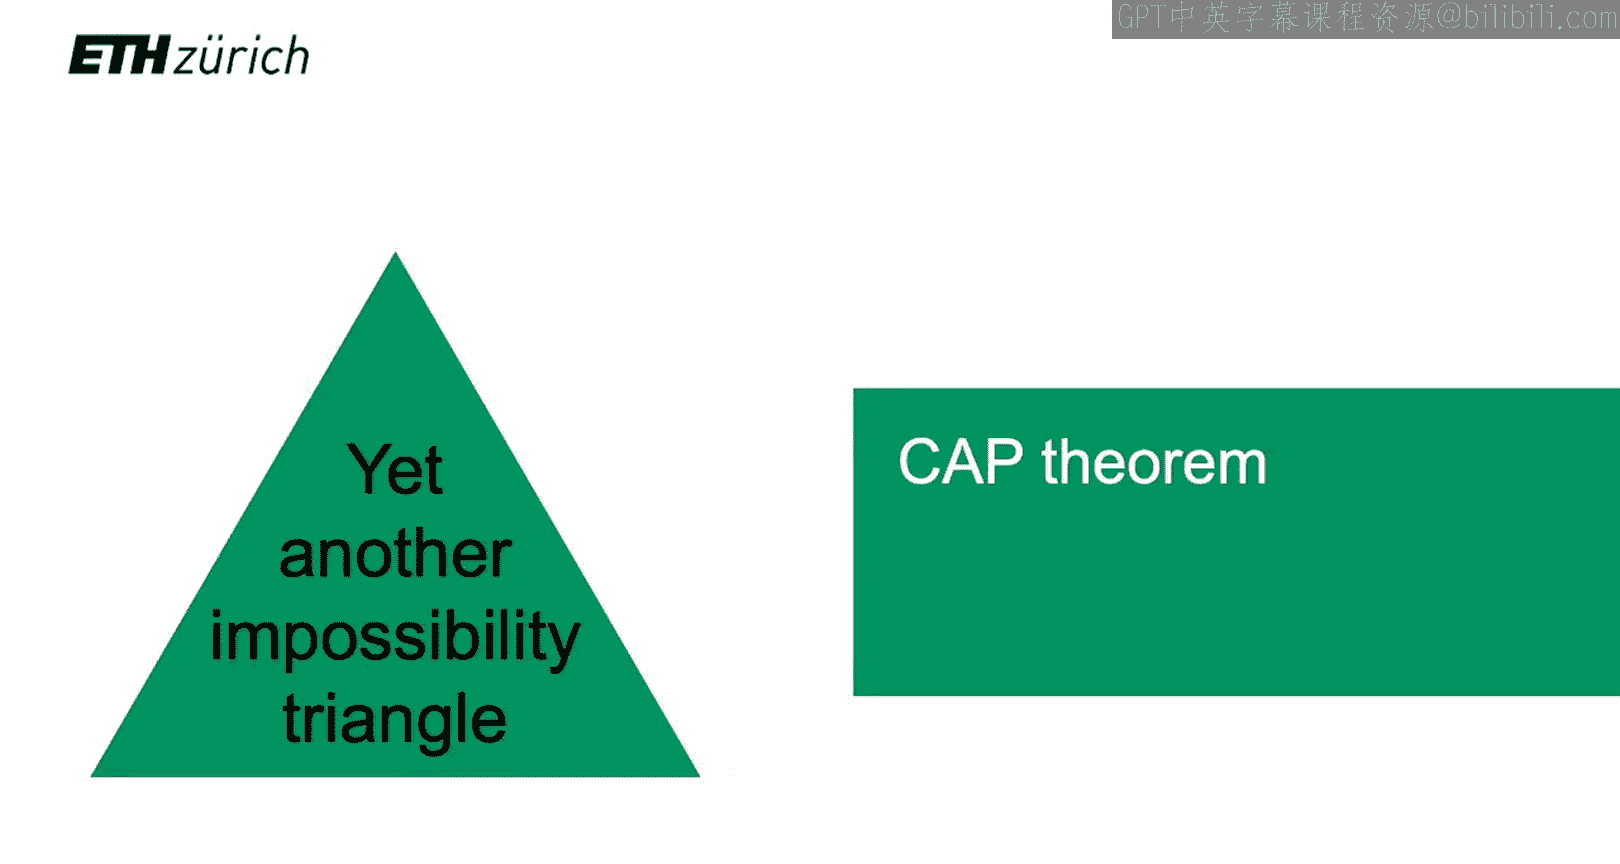 GPT中英字幕课程资源@bilibili.com
ETH zürich
Yet
another
impossibility
triangle
CAP theorem